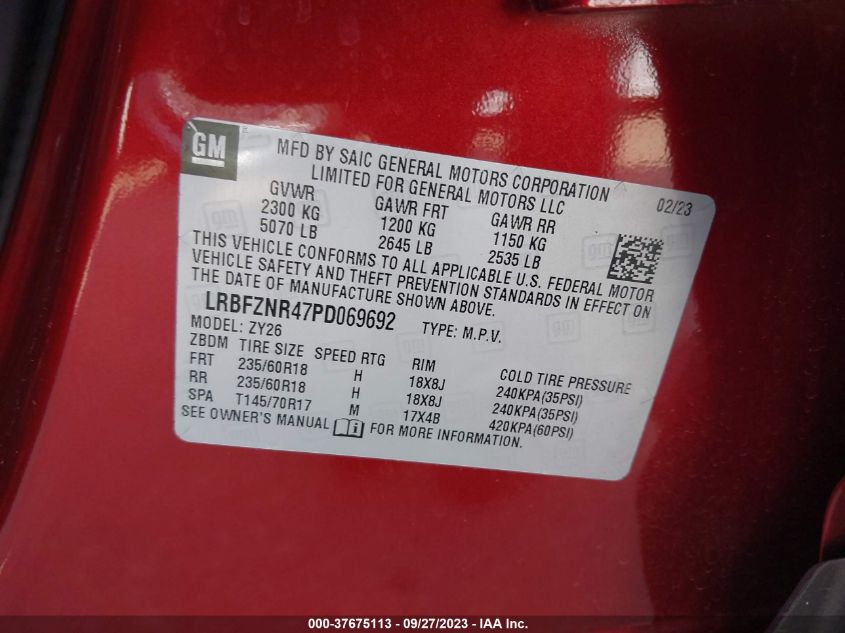 GM
MFD BY SAIC GENERAL MOTORS CORPORATION
LIMITED FOR GENERAL MOTORS LLC
02/23
GVWR GAWR FRT GAWR RR
2300 KG 1200 KG 1150 KG
5070 LB 2645 LB 2535 LB
THIS VEHICLE CONFORMS TO ALL APPLICABLE U.S. FEDERAL MOTOR
VEHICLE SAFETY AND THEFT PREVENTION STANDARDS IN EFFECT ON
THE DATE OF MANUFACTURE SHOWN ABOVE.
LRBFZNR47PD069692 TYPE: M.P.V.
MODEL: ZY26
ZBDM TIRE SIZE SPEED RTG RIM COLD TIRE PRESSURE
FRT 235/60R18 H 18X8J 240KPA(35PSI)
RR 235/60R18 H 18X8J 240KPA(35PSI)
SPA T145/70R17 M 17X4B 420KPA(60PSI)
SEE OWNER'S MANUAL FOR MORE INFORMATION.
000-37675113 - 09/27/2023 - IAA Inc.